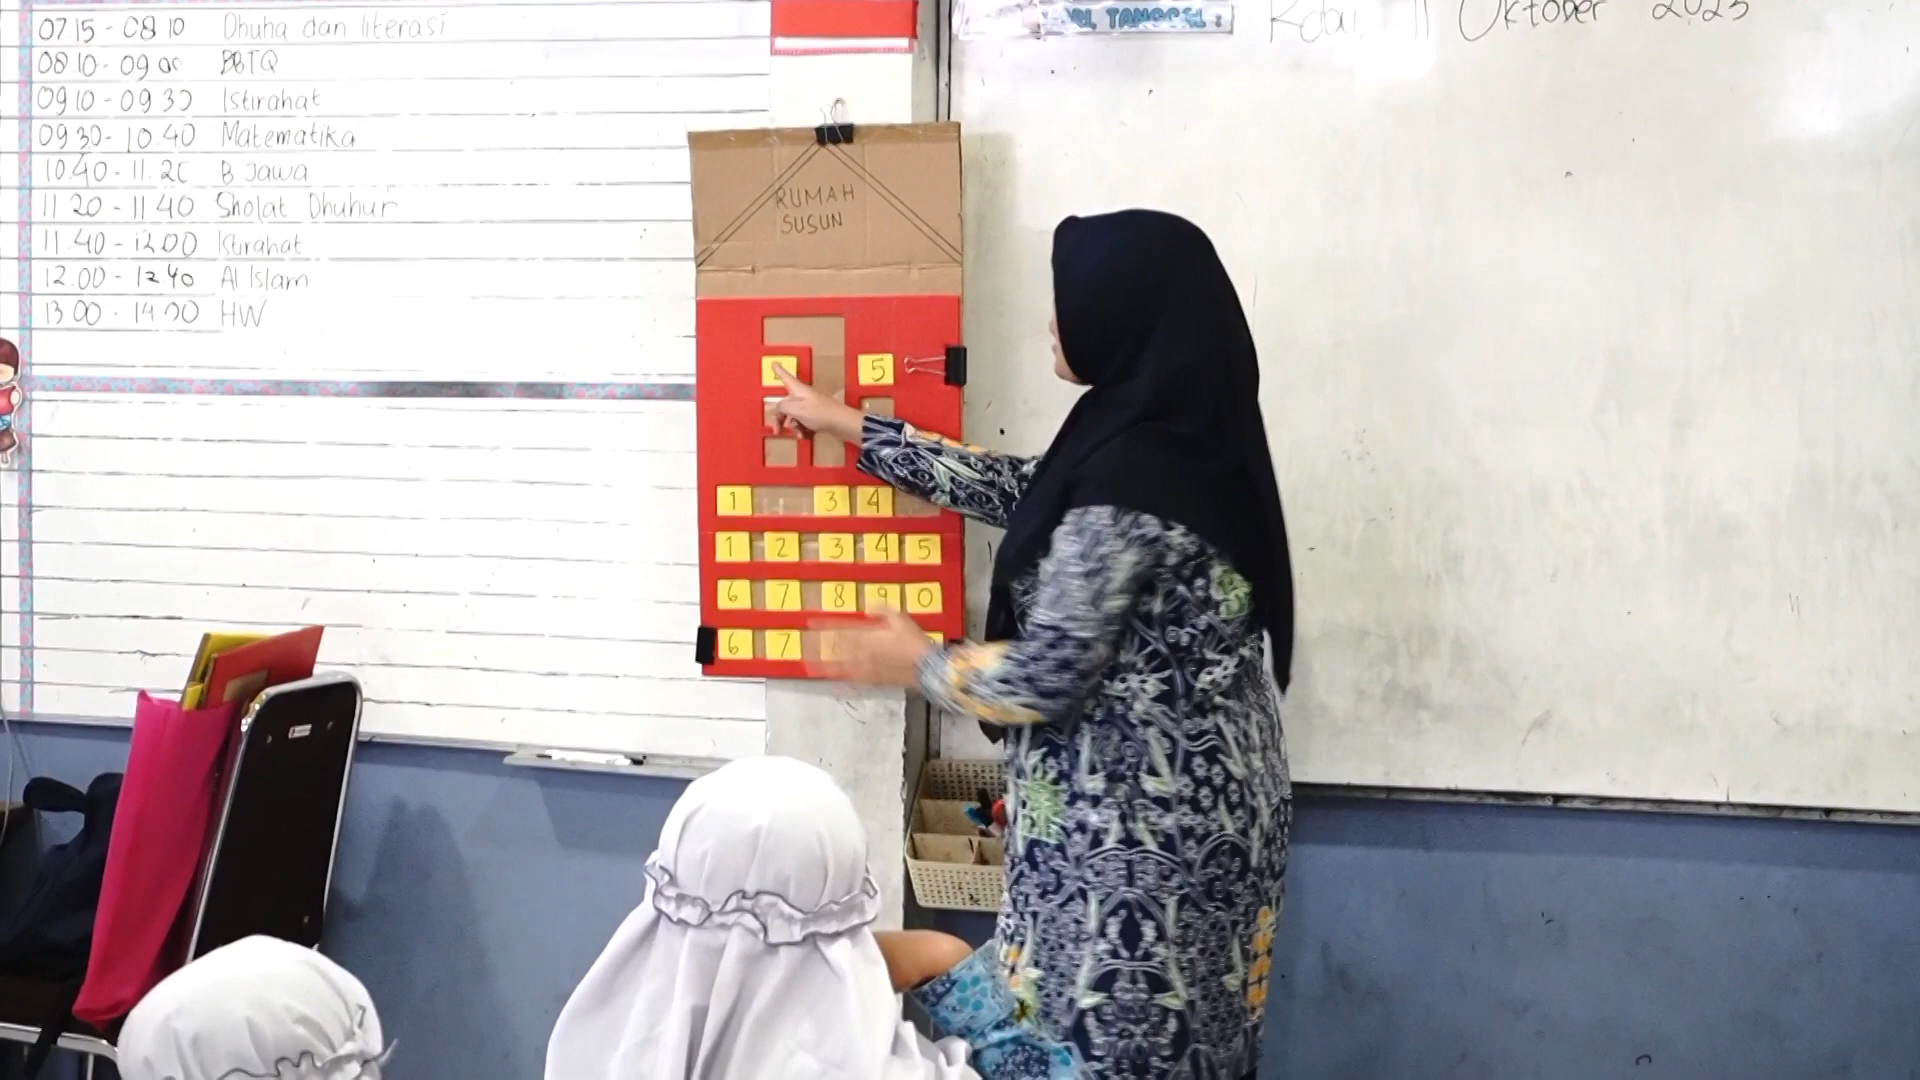 07 15 - 08 10 Dhuha dan literasi
08.10 - 09 00 BBTQ
09 10 - 09 30 Istirahat
09 30 - 10.40 Matematika
10.40 - 11.20 B Jawa
11 20 - 11 40 Sholat Dhuhur
11.40 - 12.00 Istirahat
12.00 - 12.40 Al Islam
13 00 - 14 00 HW
TANGGAL :
Rabu 11 Oktober 2023
RUMAH
SUSUN
5
1 3 4
1 2 3 4 5
6 7 8 9 0
6 7